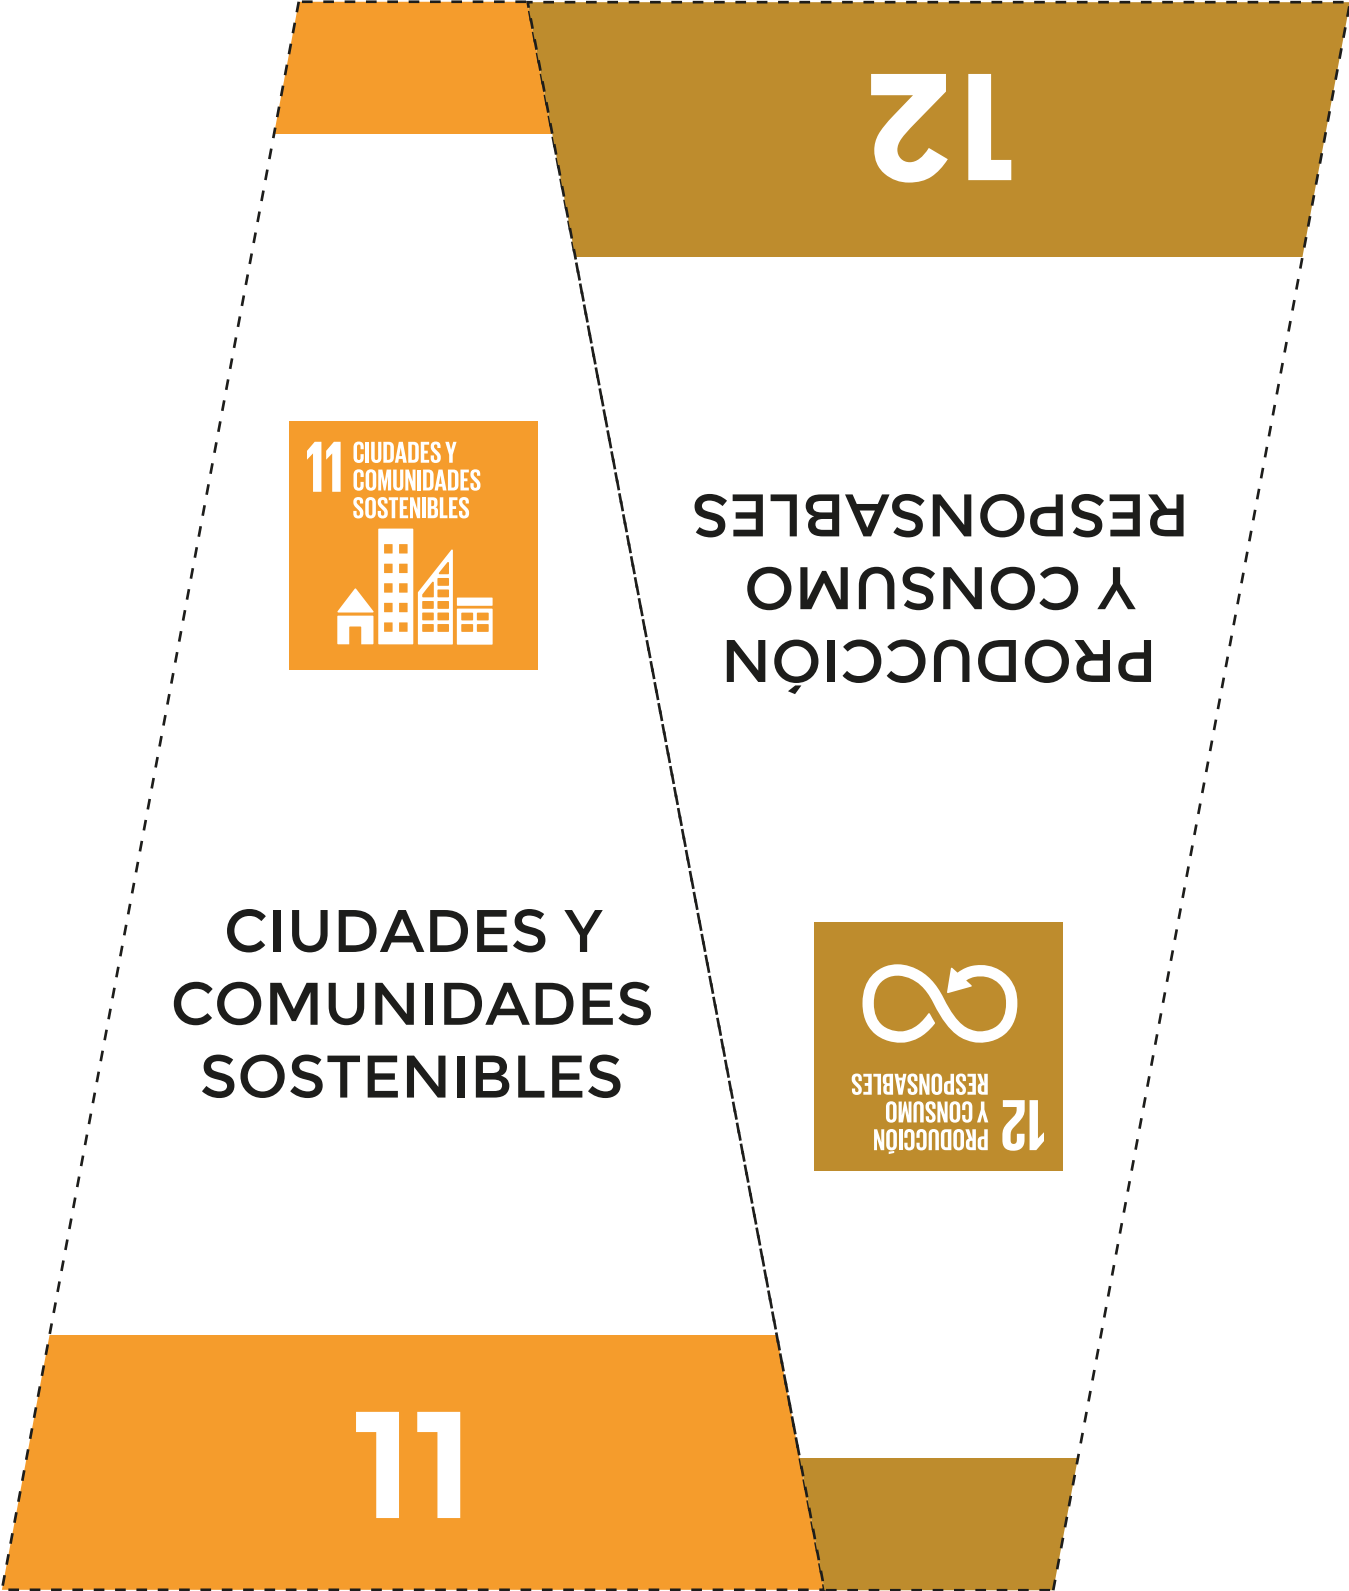 11 CIUDADES Y
COMUNIDADES
SOSTENIBLES
CIUDADES Y
COMUNIDADES
SOSTENIBLES
11
12
PRODUCCIÓN
Y CONSUMO
RESPONSABLES
12 PRODUCCIÓN
Y CONSUMO
RESPONSABLES